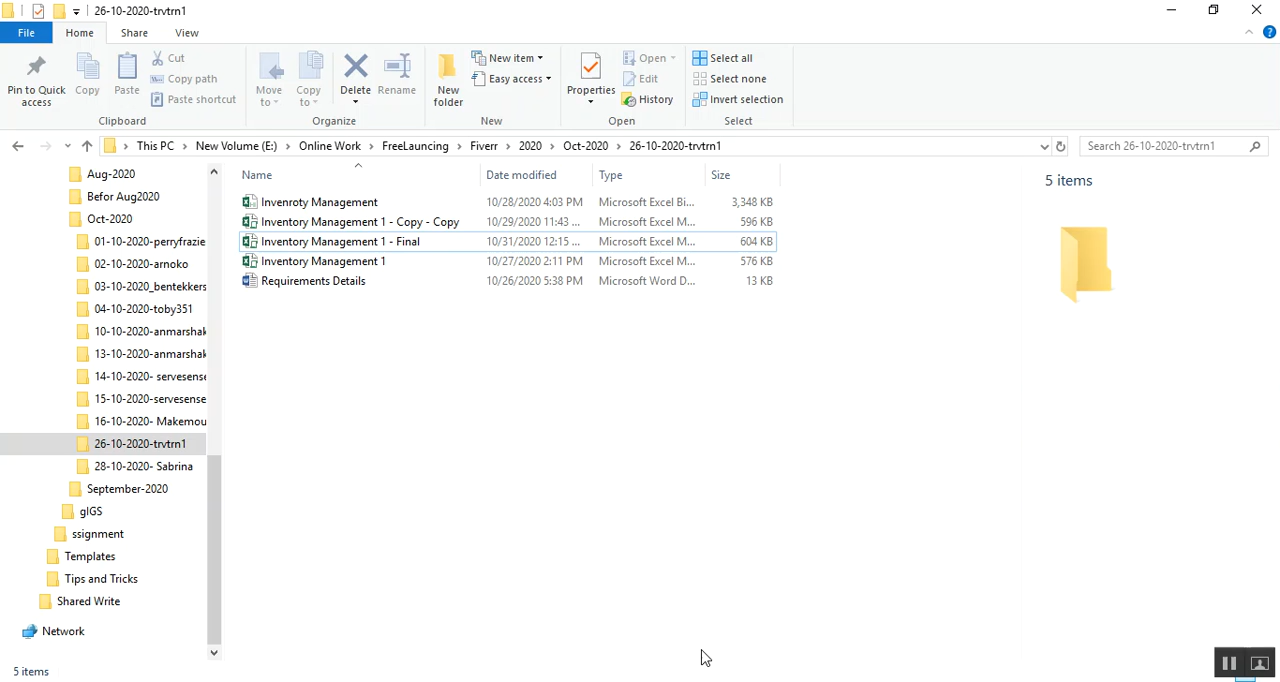 26-10-2020-trvtrn1
File Home Share View
Pin to Quick access
Copy
Paste
Cut
Copy path
Paste shortcut
Clipboard
Move to
Copy to
Delete
Rename
Organize
New folder
New item
Easy access
New
Properties
Open
Edit
History
Open
Select all
Select none
Invert selection
Select
This PC > New Volume (E:) > Online Work > FreeLauncing > Fiverr > 2020 > Oct-2020 > 26-10-2020-trvtrn1
Search 26-10-2020-trvtrn1
Aug-2020
Befor Aug2020
Oct-2020
01-10-2020-perryfrazie
02-10-2020-arnoko
03-10-2020_bentekkers
04-10-2020-toby351
10-10-2020-anmarshak
13-10-2020-anmarshak
14-10-2020- servesense
15-10-2020-servesense
16-10-2020- Makemou
26-10-2020-trvtrn1
28-10-2020- Sabrina
September-2020
glGS
ssignment
Templates
Tips and Tricks
Shared Write
Network
Name Date modified Type Size
Invenroty Management 10/28/2020 4:03 PM Microsoft Excel Bi... 3,348 KB
Inventory Management 1 - Copy - Copy 10/29/2020 11:43 ... Microsoft Excel M... 596 KB
Inventory Management 1 - Final 10/31/2020 12:15 ... Microsoft Excel M... 604 KB
Inventory Management 1 10/27/2020 2:11 PM Microsoft Excel M... 576 KB
Requirements Details 10/26/2020 5:38 PM Microsoft Word D... 13 KB
5 items
5 items